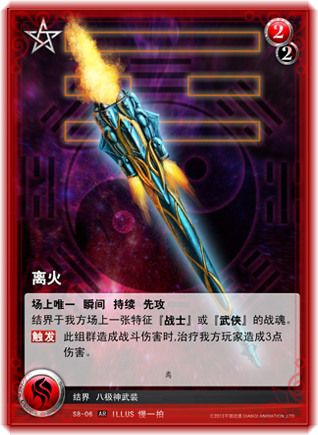 2
2
离火
场上唯一 瞬间 持续 先攻
结界于我方场上一张特征『战士』或『武侠』的战魂。
触发 此组群造成战斗伤害时,治疗我方玩家造成3点
伤害。
离
结界 八极神武装
S8-06 AR ILLUS 慢一拍